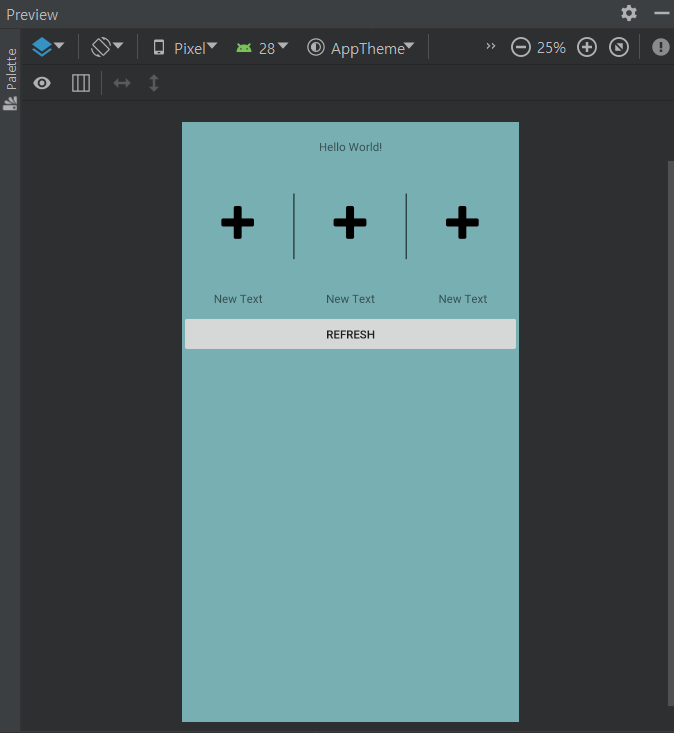 Preview
Palette
Pixel 28 AppTheme 25%
Hello World!
New Text New Text New Text
REFRESH